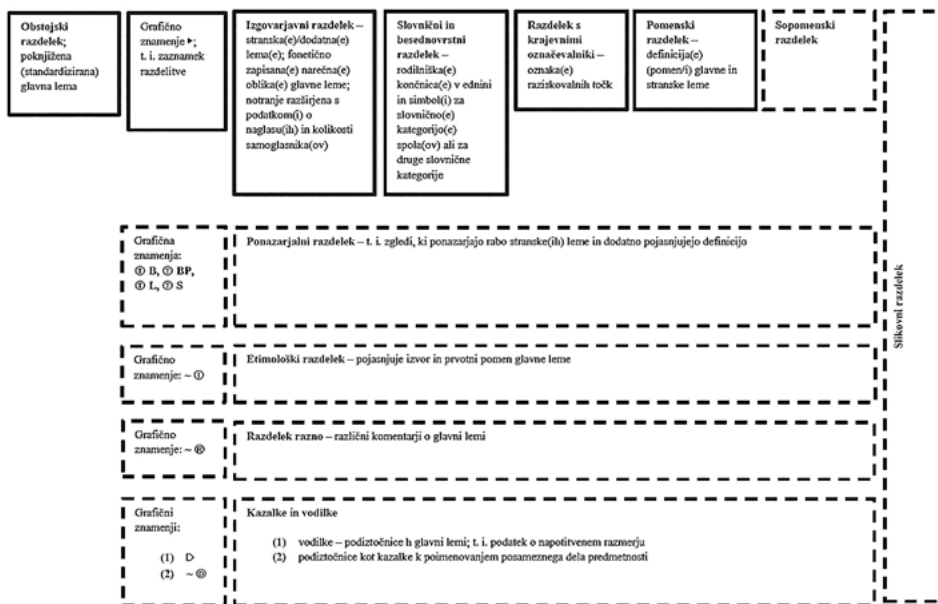 Obstojski
razdelek;
poknjižena
(standardizirana)
glavna lema
Grafično
znamenje ►;
t. i. zaznamek
razdelitve
Izgovarjavni razdelek –
stranska(e)/dodatna(e)
lema(e); fonetično
zapisana(e) narečna(e)
oblika(e) glavne leme;
notranje razširjena s
podatkom(i) o
naglasu(ih) in kolikosti
samoglasnika(ov)
Slovnični in
besednovrstni
razdelek –
rodilniška(e)
končnica(e) v ednini
in simbol(i) za
slovnično(e)
kategorijo(e)
spola(ov) ali za
druge slovnične
kategorije
Razdelek s
krajevnimi
označevalniki –
oznaka(e)
raziskovalnih točk
Pomenski
razdelek –
definicija(e)
(pomen/i) glavne in
stranske leme
Sopomenski
razdelek
Slikovni razdelek
Grafična
znamenja:
Ⓣ B, Ⓣ BP,
Ⓣ L, Ⓣ S
Ponazarjalni razdelek – t. i. zgledi, ki ponazarjajo rabo stranske(ih) leme in dodatno pojasnjujejo definicijo
Grafično
znamenje: ~ Ⓘ
Etimološki razdelek – pojasnjuje izvor in prvotni pomen glavne leme
Grafično
znamenje: ~ Ⓡ
Razdelek razno – različni komentarji o glavni lemi
Grafični
znamenji:
(1) ▷
(2) ~ Ⓓ
Kazalke in vodilke
(1) vodilke – podiztočnice h glavni lemi; t. i. podatek o napotitvenem razmerju
(2) podiztočnice kot kazalke k poimenovanjem posameznega dela predmetnosti